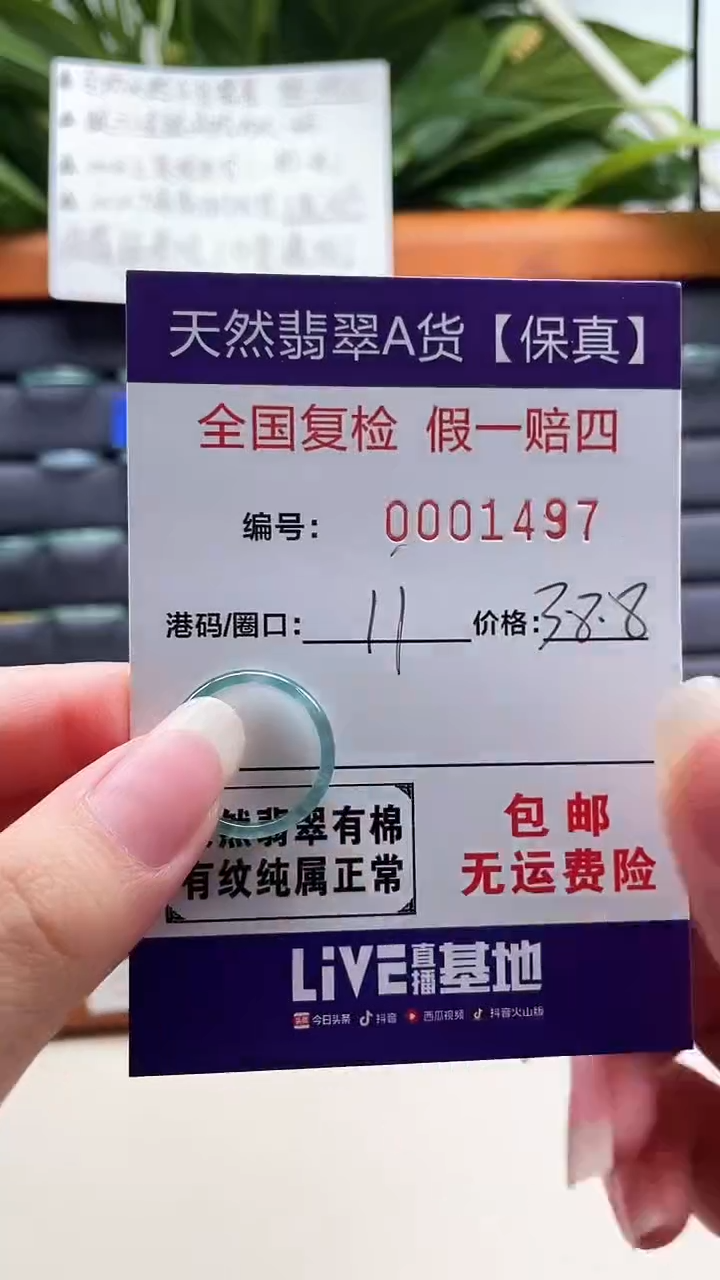 天然翡翠A货【保真】
全国复检 假一赔四
编号: 0001497
港码/圈口: 11 价格: 38.8
然翡翠有棉
有纹纯属正常
包邮
无运费险
LiVE直播基地
头条 今日头条 抖音 西瓜视频 抖音火山版